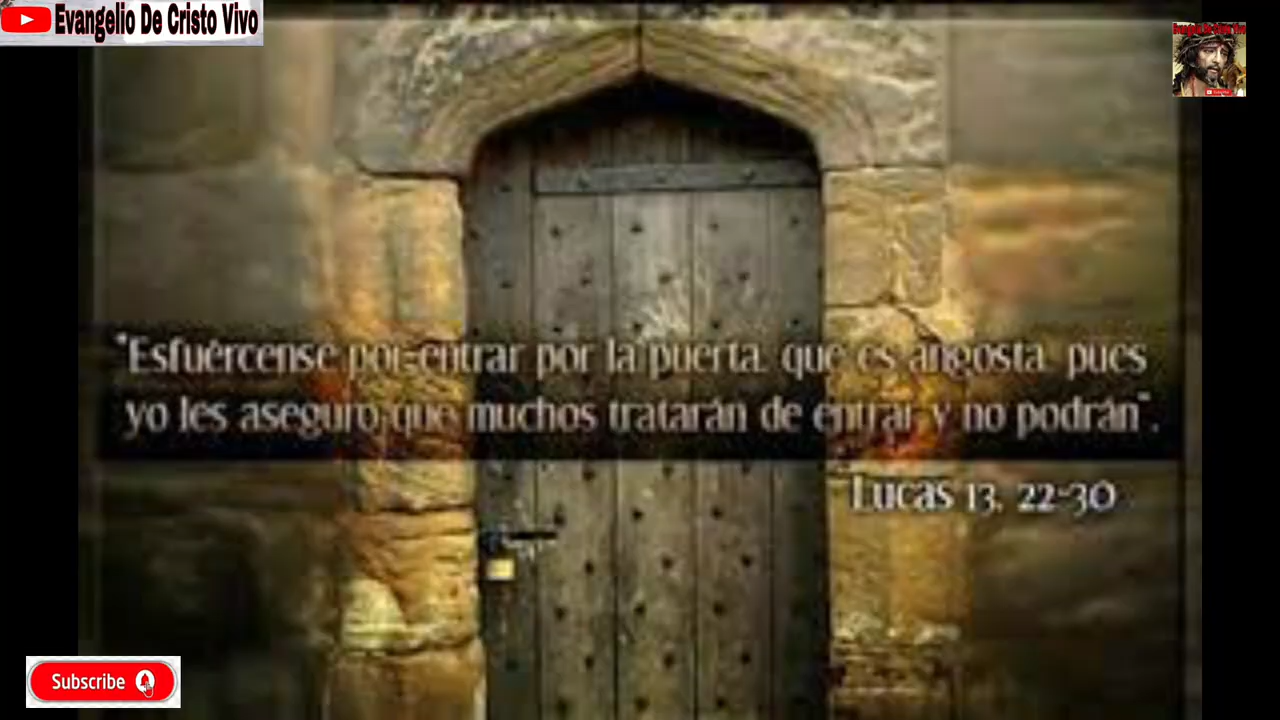 Evangelio De Cristo Vivo
"Esfuércense por entrar por la puerta, que es angosta, pues
yo les aseguro que muchos tratarán de entrar y no podrán".
Lucas 13, 22-30
Subscribe